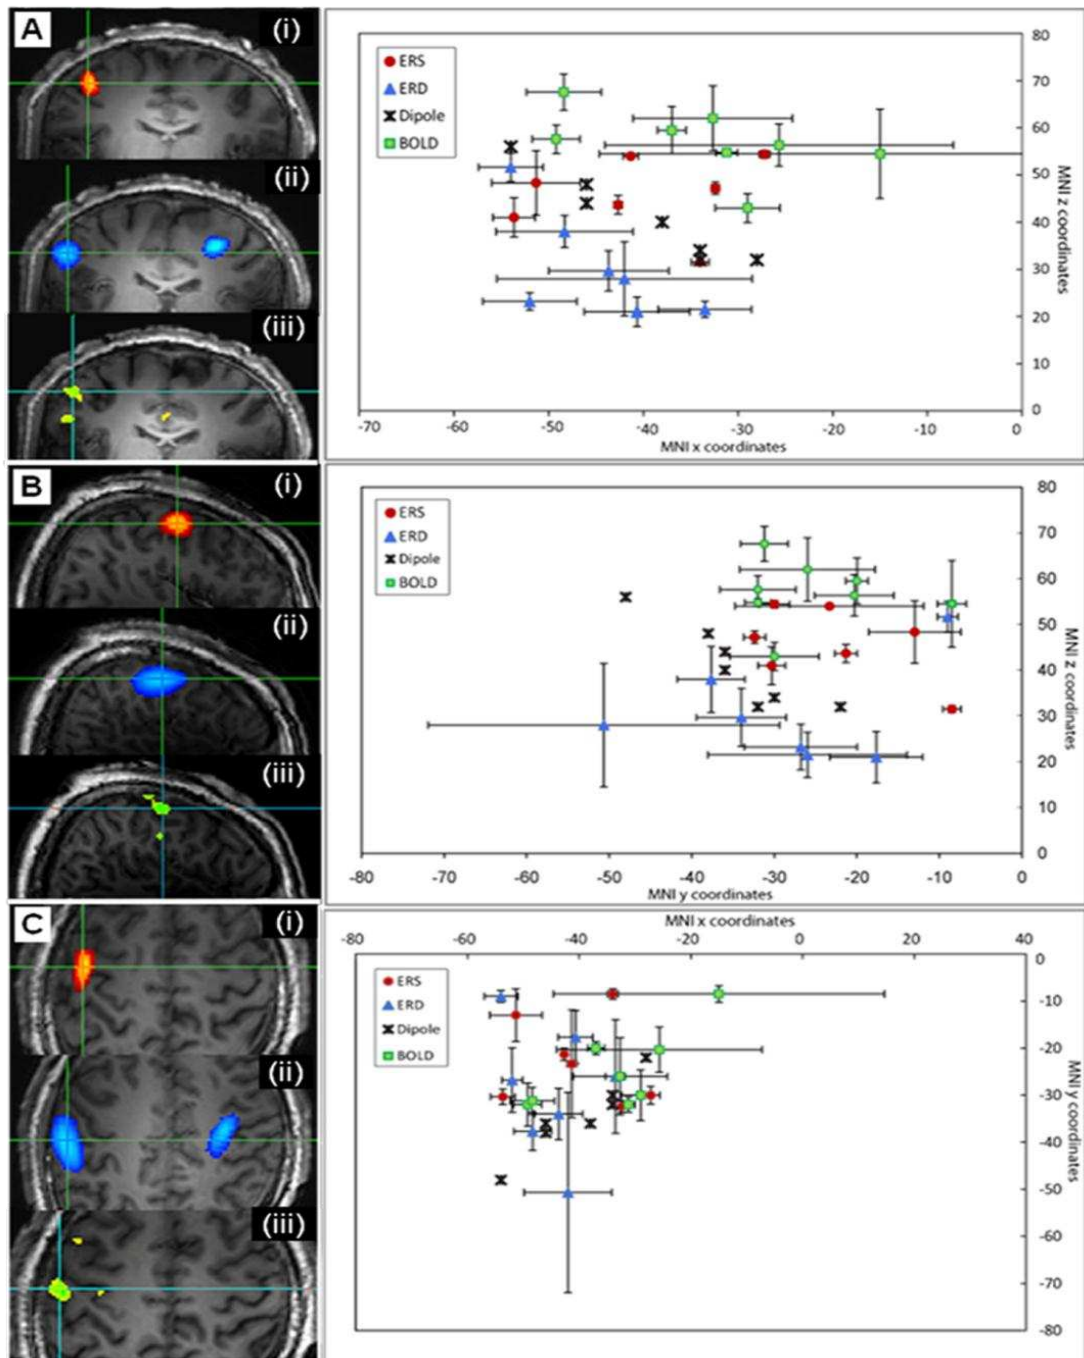 A
(i)
(ii)
(iii)
ERS
ERD
Dipole
BOLD
80
70
60
50
40
30
20
10
0
MNI z coordinates
-70
-60
-50
-40
-30
-20
-10
0
MNI x coordinates
B
(i)
(ii)
(iii)
ERS
ERD
Dipole
BOLD
80
70
60
50
40
30
20
10
0
MNI z coordinates
-80
-70
-60
-50
-40
-30
-20
-10
0
MNI y coordinates
C
(i)
(ii)
(iii)
MNI x coordinates
-80
-60
-40
-20
0
20
40
ERS
ERD
Dipole
BOLD
0
-10
-20
-30
-40
-50
-60
-70
-80
MNI y coordinates